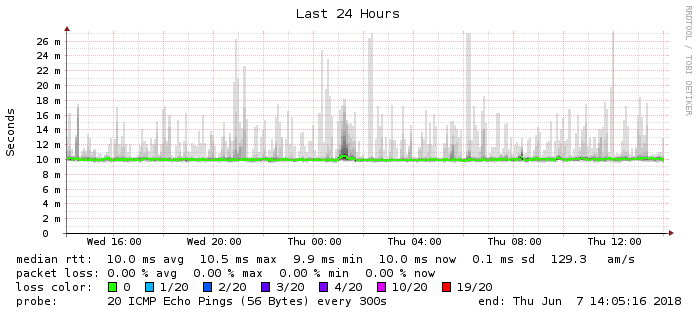 Last 24 Hours
RRDTOOL / TOBI OETIKER
Seconds
26 m
24 m
22 m
20 m
18 m
16 m
14 m
12 m
10 m
8 m
6 m
4 m
2 m
0
Wed 16:00 Wed 20:00 Thu 00:00 Thu 04:00 Thu 08:00 Thu 12:00
median rtt: 10.0 ms avg 10.5 ms max 9.9 ms min 10.0 ms now 0.1 ms sd 129.3 am/s
packet loss: 0.00 % avg 0.00 % max 0.00 % min 0.00 % now
loss color: 0 1/20 2/20 3/20 4/20 10/20 19/20
probe: 20 ICMP Echo Pings (56 Bytes) every 300s end: Thu Jun 7 14:05:16 2018